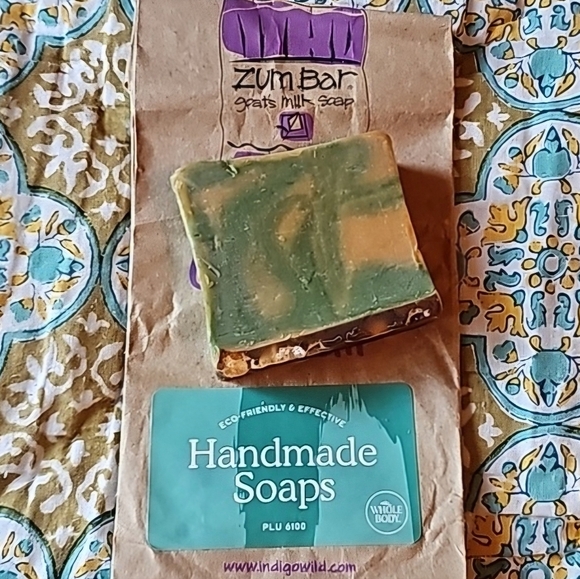 Zum Bar
goat's milk soap
ECO-FRIENDLY & EFFECTIVE
Handmade
Soaps
PLU 6100
WHOLE
BODY
www.indigowild.com